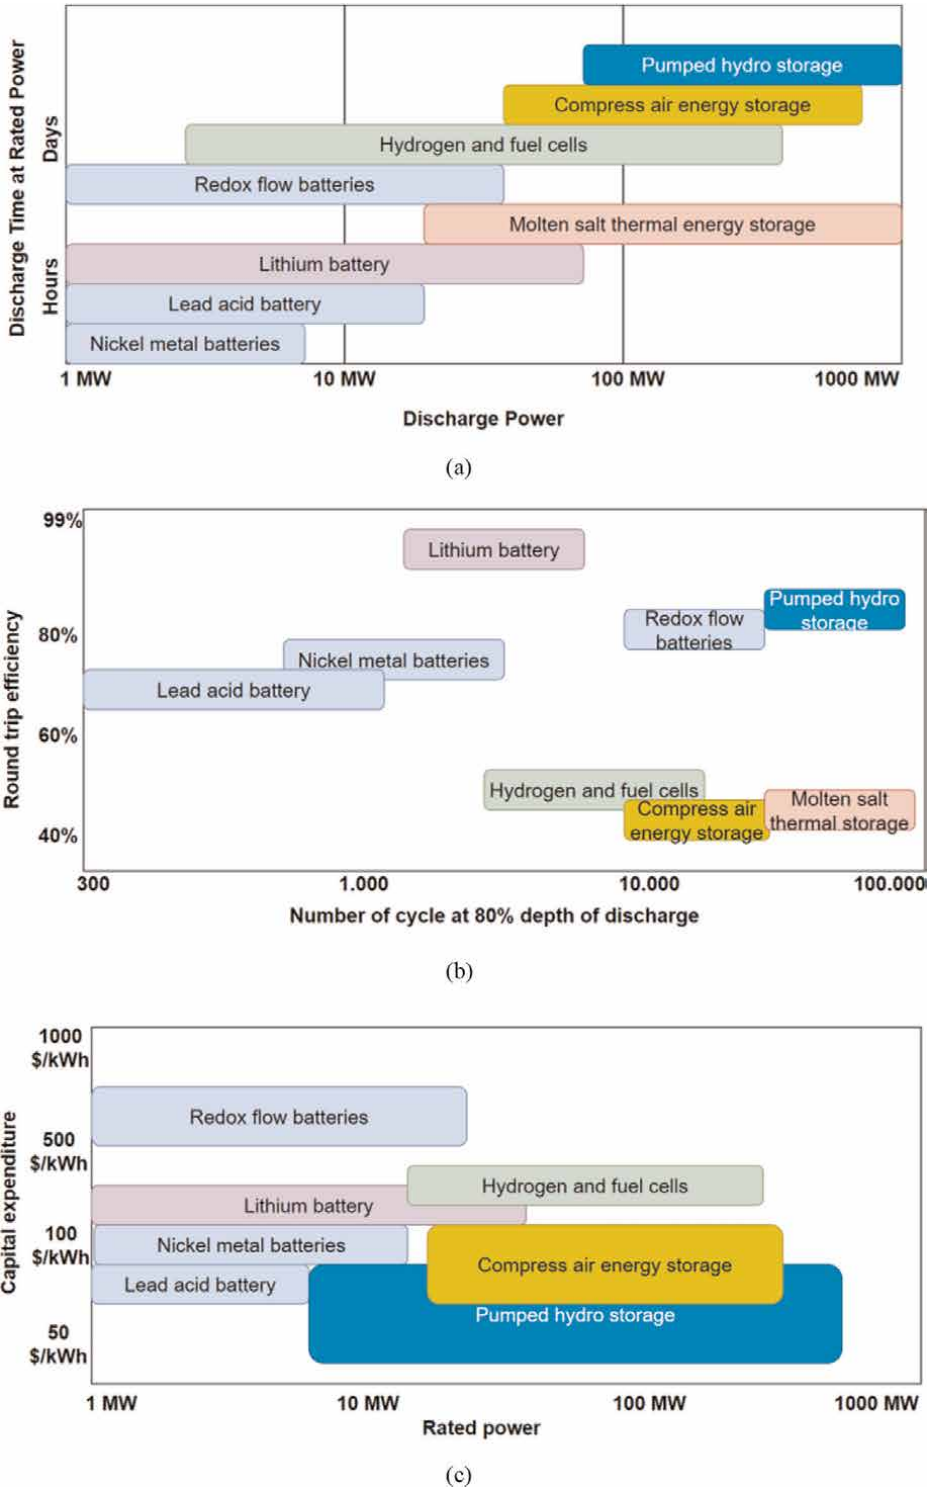 Discharge Time at Rated Power
Days
Hours
Pumped hydro storage
Compress air energy storage
Hydrogen and fuel cells
Redox flow batteries
Molten salt thermal energy storage
Lithium battery
Lead acid battery
Nickel metal batteries
1 MW
10 MW
100 MW
1000 MW
Discharge Power
(a)
Round trip efficiency
99%
80%
60%
40%
Lithium battery
Pumped hydro
storage
Redox flow
batteries
Nickel metal batteries
Lead acid battery
Hydrogen and fuel cells
Compress air
energy storage
Molten salt
thermal storage
300
1.000
10.000
100.000
Number of cycle at 80% depth of discharge
(b)
Capital expenditure
1000
$/kWh
500
$/kWh
100
$/kWh
50
$/kWh
Redox flow batteries
Hydrogen and fuel cells
Lithium battery
Nickel metal batteries
Compress air energy storage
Lead acid battery
Pumped hydro storage
1 MW
10 MW
100 MW
1000 MW
Rated power
(c)